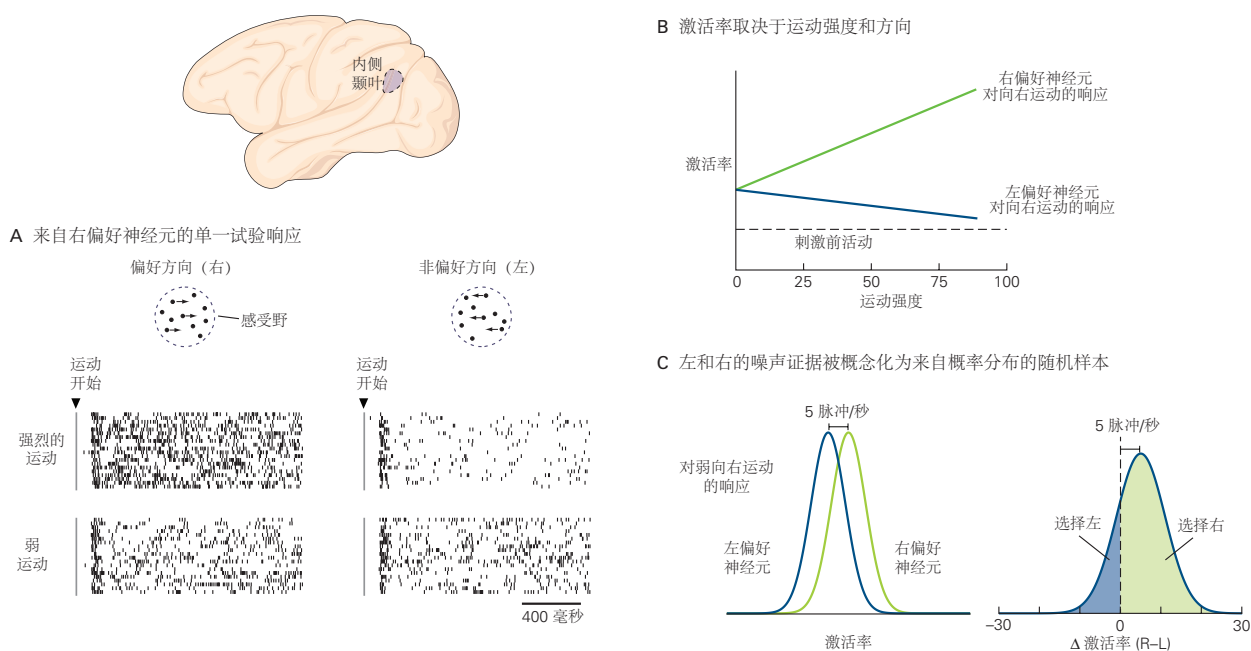 内侧
颞叶
A 来自右偏好神经元的单一试验响应
偏好方向 (右)
非偏好方向 (左)
感受野
运动
开始
运动
开始
强烈的
运动
弱
运动
400 毫秒
B 激活率取决于运动强度和方向
右偏好神经元
对向右运动的响应
激活率
左偏好神经元
对向右运动的响应
刺激前活动
0 25 50 75 100
运动强度
C 左和右的噪声证据被概念化为来自概率分布的随机样本
5 脉冲/秒
对弱向右运动
的响应
左偏好
神经元
右偏好
神经元
激活率
5 脉冲/秒
选择左
选择右
–30 0 30
Δ 激活率 (R–L)